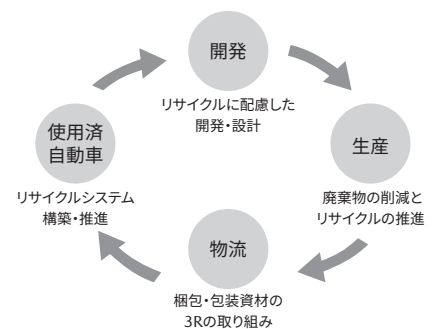 開発
リサイクルに配慮した
開発・設計
使用済
自動車
リサイクルシステム
構築・推進
生産
廃棄物の削減と
リサイクルの推進
物流
梱包・包装資材の
3Rの取り組み